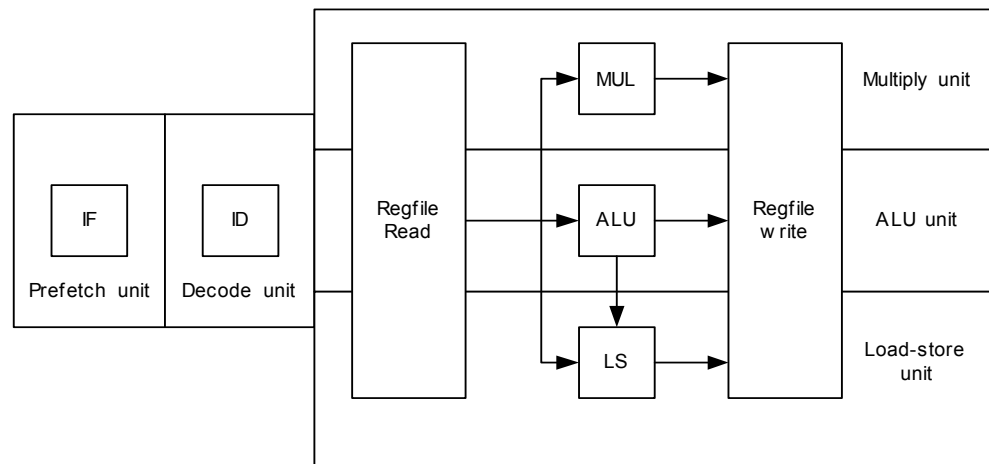 MUL
Multiply unit
IF
ID
Regfile
Read
ALU
Regfile
w rite
ALU unit
Prefetch unit
Decode unit
LS
Load-store
unit